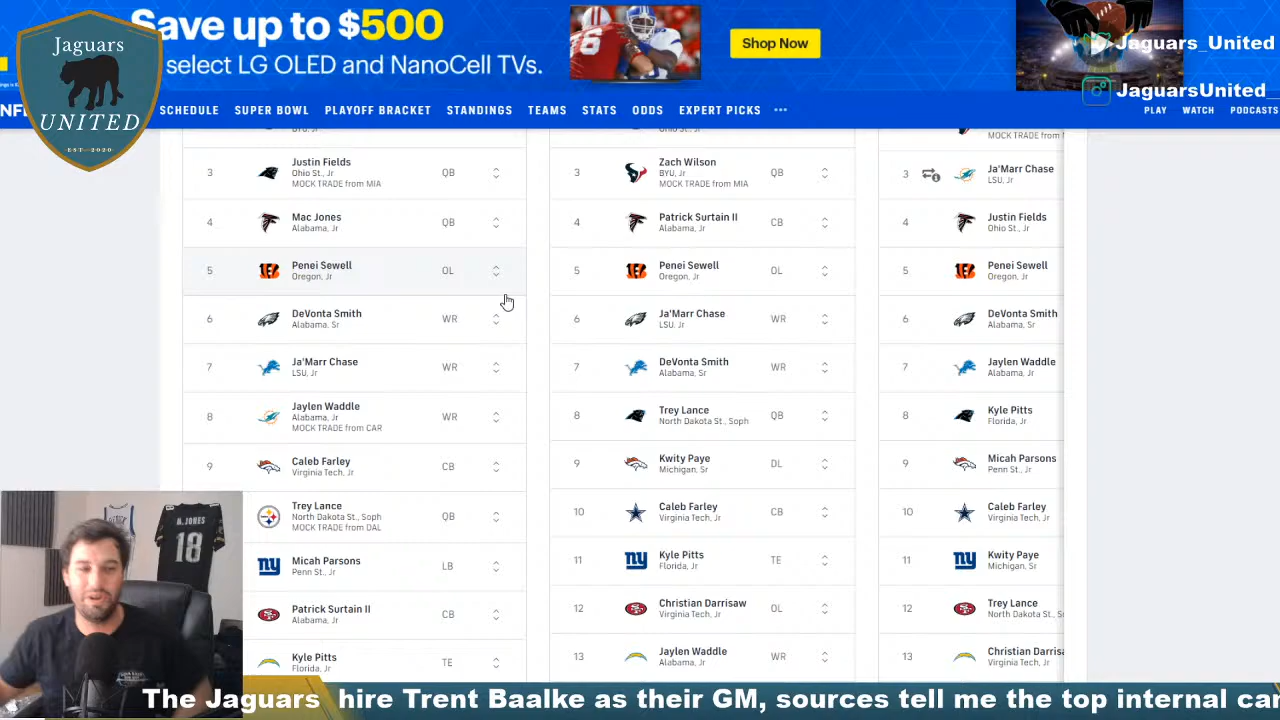 Save up to $500
select LG OLED and NanoCell TVs.
Shop Now
Jaguars
UNITED
EST. 2020
Jaguars_United
JaguarsUnited_
SCHEDULE SUPER BOWL PLAYOFF BRACKET STANDINGS TEAMS STATS ODDS EXPERT PICKS ••• PLAY WATCH PODCASTS
3 Justin Fields QB
Ohio St., Jr
MOCK TRADE from MIA
4 Mac Jones QB
Alabama, Jr
5 Penei Sewell OL
Oregon, Jr
6 DeVonta Smith WR
Alabama, Sr
7 Ja'Marr Chase WR
LSU, Jr
8 Jaylen Waddle WR
Alabama, Jr
MOCK TRADE from CAR
9 Caleb Farley CB
Virginia Tech, Jr
Trey Lance QB
North Dakota St., Soph
MOCK TRADE from DAL
Micah Parsons LB
Penn St., Jr
Patrick Surtain II CB
Alabama, Jr
Kyle Pitts TE
Florida, Jr
3 Zach Wilson QB
BYU, Jr
MOCK TRADE from MIA
4 Patrick Surtain II CB
Alabama, Jr
5 Penei Sewell OL
Oregon, Jr
6 Ja'Marr Chase WR
LSU, Jr
7 DeVonta Smith WR
Alabama, Sr
8 Trey Lance QB
North Dakota St., Soph
9 Kwity Paye DL
Michigan, Sr
10 Caleb Farley CB
Virginia Tech, Jr
11 Kyle Pitts TE
Florida, Jr
12 Christian Darrisaw OL
Virginia Tech, Jr
13 Jaylen Waddle WR
Alabama, Jr
MOCK TRADE from
3 Ja'Marr Chase
LSU, Jr
4 Justin Fields
Ohio St., Jr
5 Penei Sewell
Oregon, Jr
6 DeVonta Smith
Alabama, Sr
7 Jaylen Waddle
Alabama, Jr
8 Kyle Pitts
Florida, Jr
9 Micah Parsons
Penn St., Jr
10 Caleb Farley
Virginia Tech, Jr
11 Kwity Paye
Michigan, Sr
12 Trey Lance
North Dakota St., S
13 Christian Darris
Virginia Tech, Jr
M. JONES
18
The Jaguars hire Trent Baalke as their GM, sources tell me the top internal ca